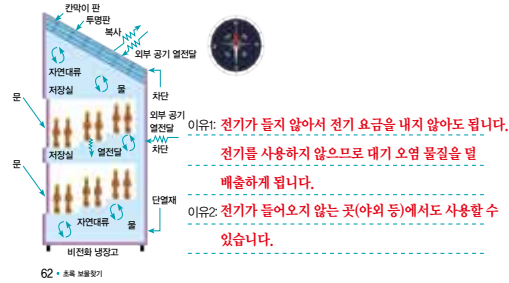 칸막이 판
투명판
복사
외부 공기 열전달
자연대류
저장실
물
차단
문
외부 공기
열전달
차단
저장실
열전달
문
단열재
자연대류
물
비전화 냉장고
이유1: 전기가 들지 않아서 전기 요금을 내지 않아도 됩니다.
전기를 사용하지 않으므로 대기 오염 물질을 덜
배출하게 됩니다.
이유2: 전기가 들어오지 않는 곳(야외 등)에서도 사용할 수
있습니다.
62 • 초록 보물찾기